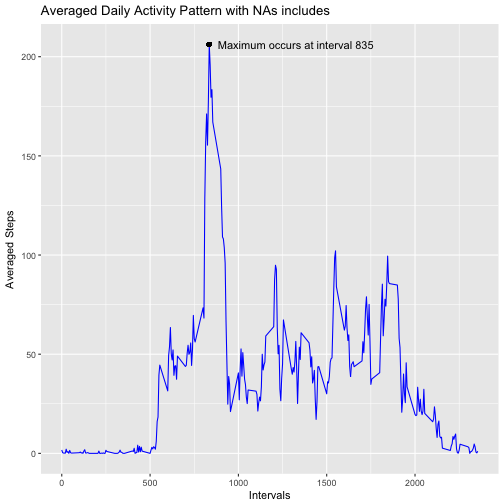 Averaged Daily Activity Pattern with NAs includes
Maximum occurs at interval 835
200
150
100
50
0
Averaged Steps
0 500 1000 1500 2000
Intervals